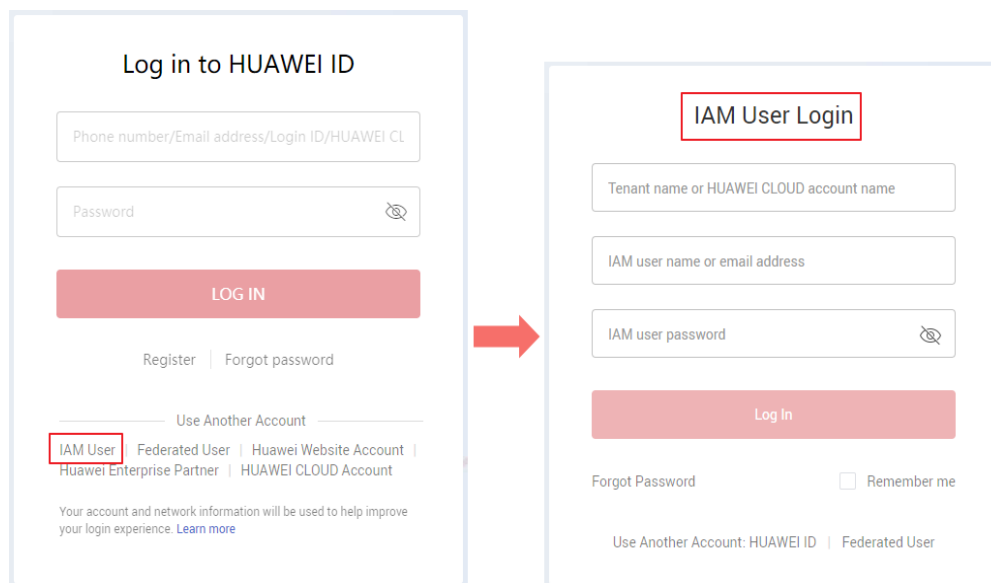 Log in to HUAWEI ID
Phone number/Email address/Login ID/HUAWEI CL
Password
LOG IN
Register | Forgot password
Use Another Account
IAM User | Federated User | Huawei Website Account |
Huawei Enterprise Partner | HUAWEI CLOUD Account
Your account and network information will be used to help improve
your login experience. Learn more
IAM User Login
Tenant name or HUAWEI CLOUD account name
IAM user name or email address
IAM user password
Log In
Forgot Password
Remember me
Use Another Account: HUAWEI ID | Federated User